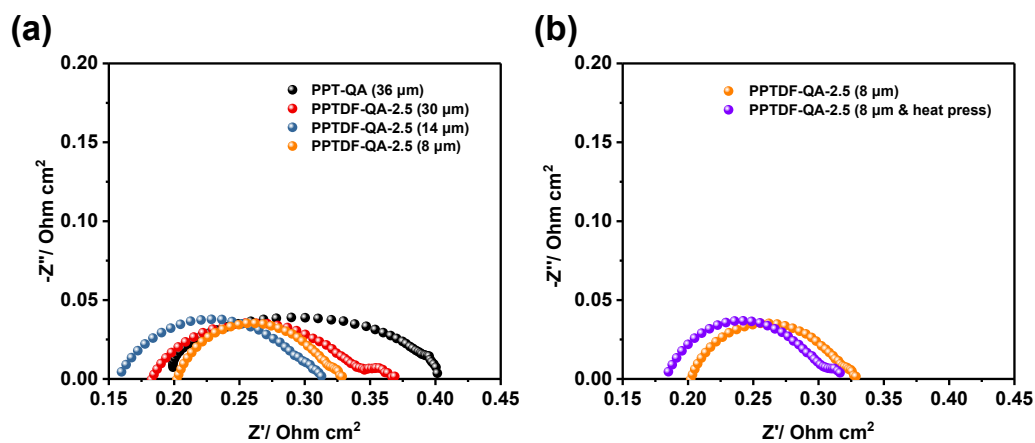 (a)
0.20
0.15
0.10
0.05
0.00
-Z''/ Ohm cm²
PPT-QA (36 μm)
PPTDF-QA-2.5 (30 μm)
PPTDF-QA-2.5 (14 μm)
PPTDF-QA-2.5 (8 μm)
0.15 0.20 0.25 0.30 0.35 0.40 0.45
Z'/ Ohm cm²
(b)
0.20
0.15
0.10
0.05
0.00
-Z''/ Ohm cm²
PPTDF-QA-2.5 (8 μm)
PPTDF-QA-2.5 (8 μm & heat press)
0.15 0.20 0.25 0.30 0.35 0.40 0.45
Z'/ Ohm cm²